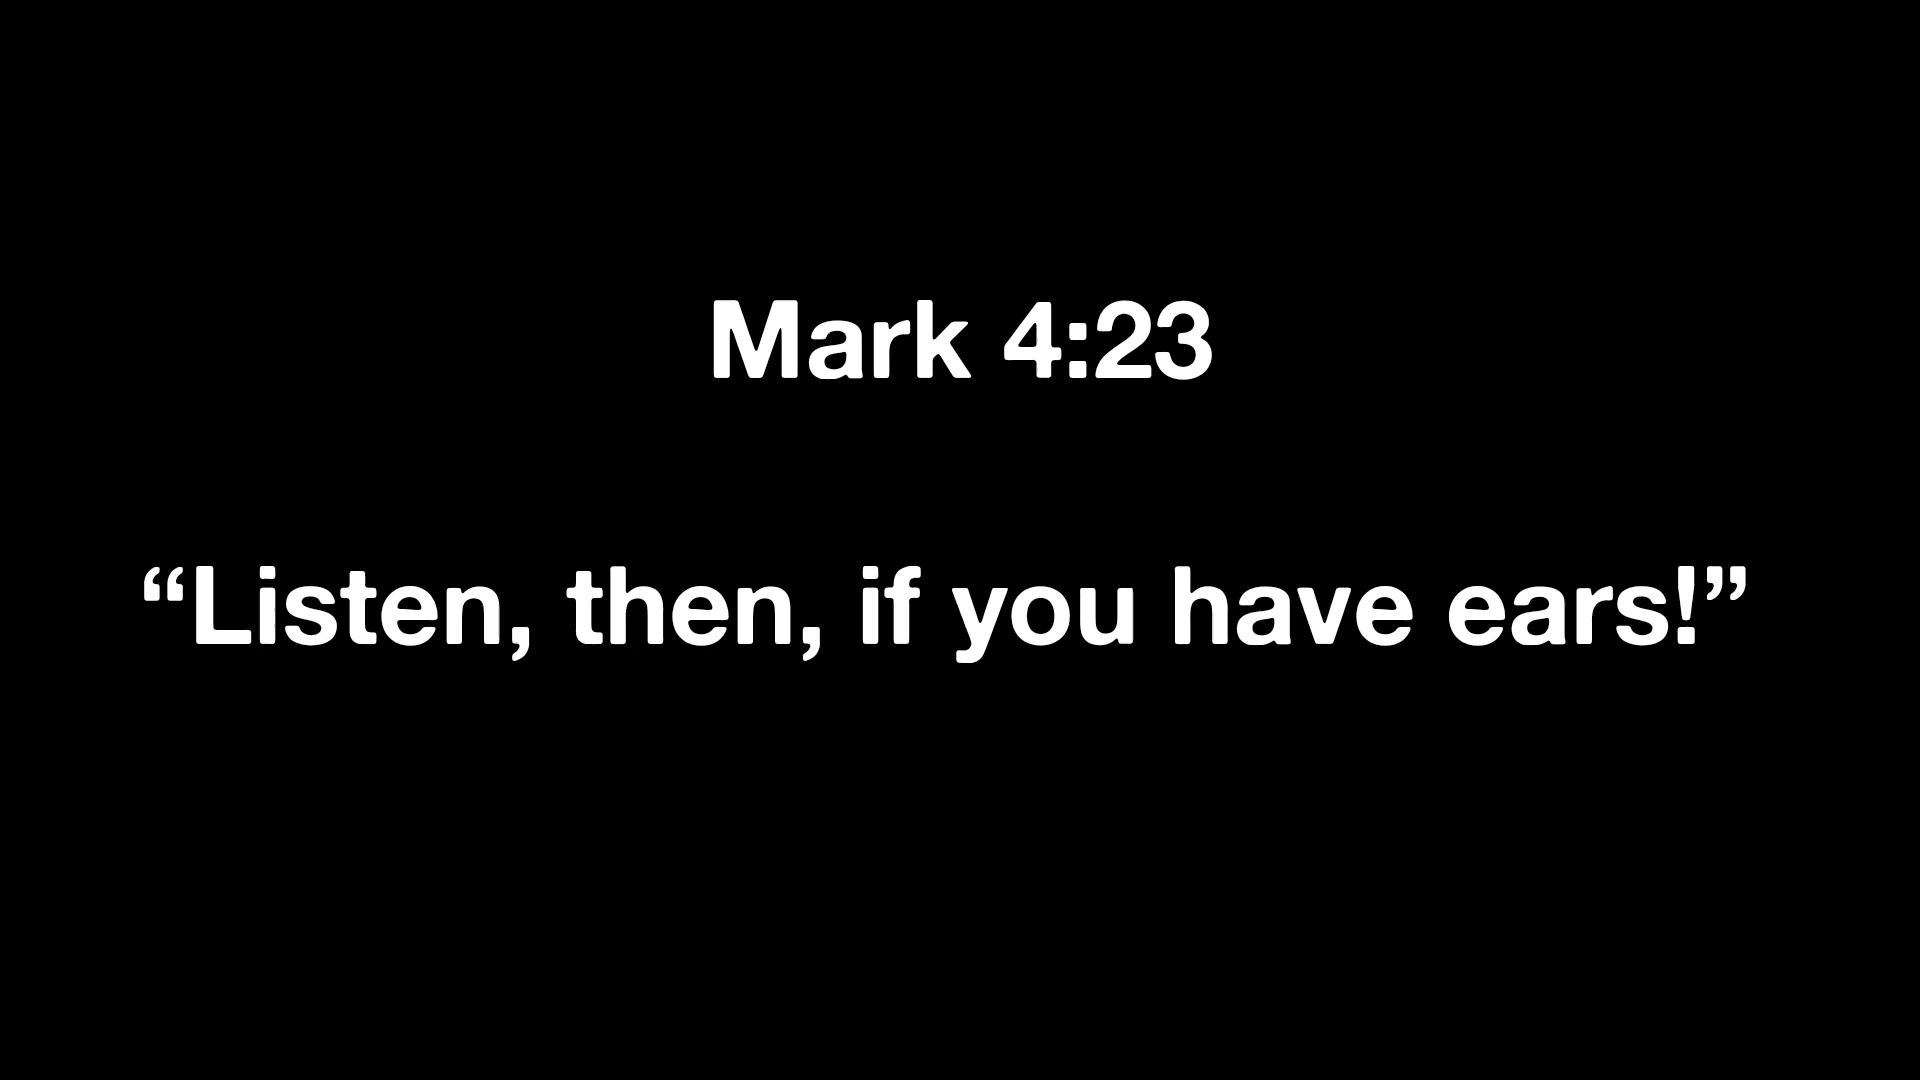 Mark 4:23
“Listen, then, if you have ears!”